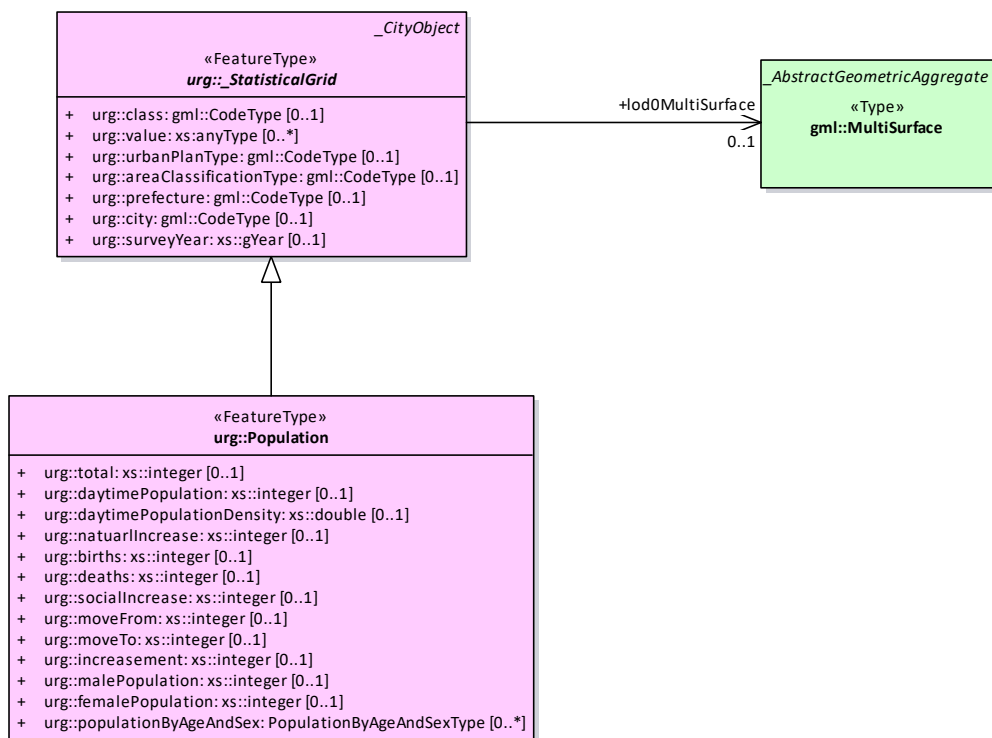 _CityObject
«FeatureType»
urg::_StatisticalGrid
+ urg::class: gml::CodeType [0..1]
+ urg::value: xs:anyType [0..*]
+ urg::urbanPlanType: gml::CodeType [0..1]
+ urg::areaClassificationType: gml::CodeType [0..1]
+ urg::prefecture: gml::CodeType [0..1]
+ urg::city: gml::CodeType [0..1]
+ urg::surveyYear: xs::gYear [0..1]
+lod0MultiSurface
0..1
_AbstractGeometricAggregate
«Type»
gml::MultiSurface
«FeatureType»
urg::Population
+ urg::total: xs::integer [0..1]
+ urg::daytimePopulation: xs::integer [0..1]
+ urg::daytimePopulationDensity: xs::double [0..1]
+ urg::natuarlIncrease: xs::integer [0..1]
+ urg::births: xs::integer [0..1]
+ urg::deaths: xs::integer [0..1]
+ urg::socialIncrease: xs::integer [0..1]
+ urg::moveFrom: xs::integer [0..1]
+ urg::moveTo: xs::integer [0..1]
+ urg::increasement: xs::integer [0..1]
+ urg::malePopulation: xs::integer [0..1]
+ urg::femalePopulation: xs::integer [0..1]
+ urg::populationByAgeAndSex: PopulationByAgeAndSexType [0..*]